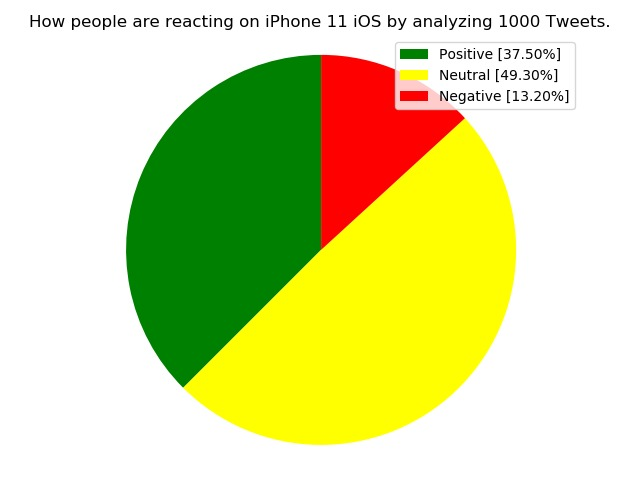 How people are reacting on iPhone 11 iOS by analyzing 1000 Tweets.
Positive [37.50%]
Neutral [49.30%]
Negative [13.20%]